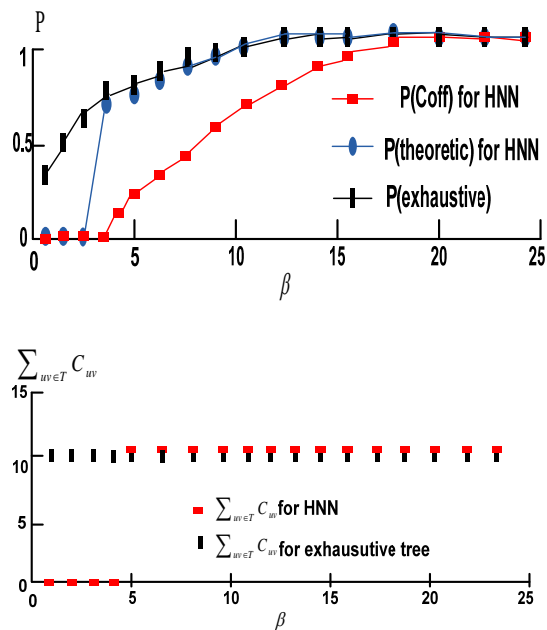 P
1
0.5
0
P(Coff) for HNN
P(theoretic) for HNN
P(exhaustive)
0 5 10 15 20 25
β
∑uv∈T Cuv
15
10
5
0
∑uv∈T Cuv for HNN
∑uv∈T Cuv for exhausutive tree
0 5 10 15 20 25
β